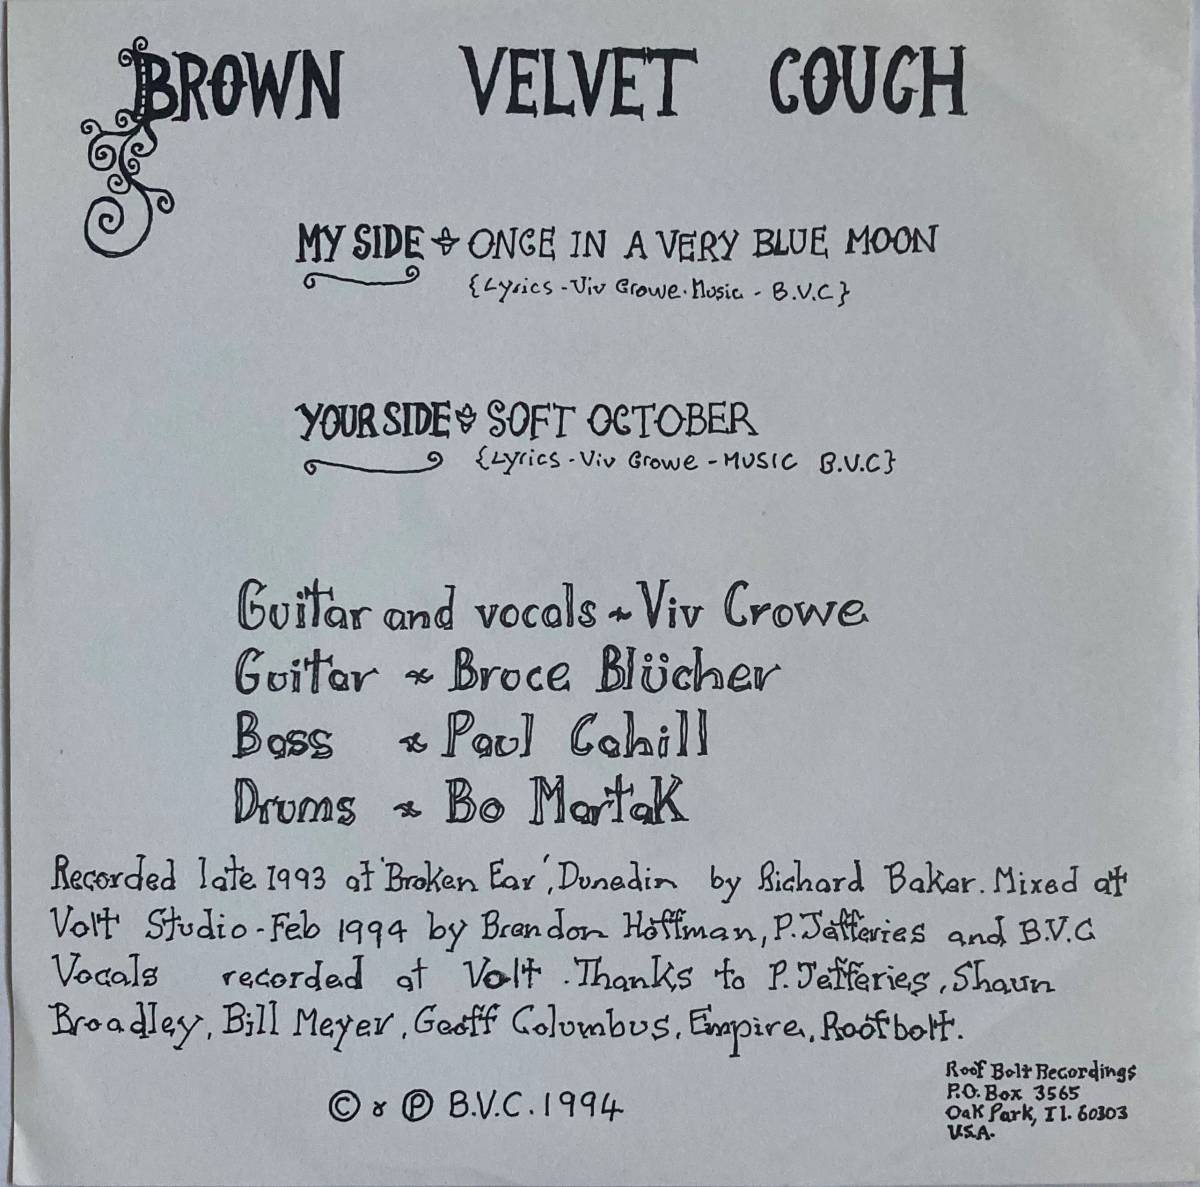 BROWN VELVET COUGH
MY SIDE ONCE IN A VERY BLUE MOON
{Lyrics - Viv Crowe. Music - B.V.C}
YOUR SIDE SOFT OCTOBER
{Lyrics - Viv Crowe - MUSIC B.V.C}
Guitar and vocals ~ Viv Crowe
Guitar ~ Bruce Blücher
Bass ~ Paul Cahill
Drums ~ Bo Martak
Recorded late 1993 at 'Broken Ear', Dunedin by Richard Baker. Mixed at
Volt Studio - Feb 1994 by Brendon Hoffman, P. Jefferies and B.V.C
Vocals recorded at Volt. Thanks to P. Jefferies, Shaun
Broadley, Bill Meyer, Geoff Columbus, Empire, Roofbolt.
© & ℗ B.V.C. 1994
Roof Bolt Recordings
P.O. Box 3565
Oak Park, Il. 60303
U.S.A.